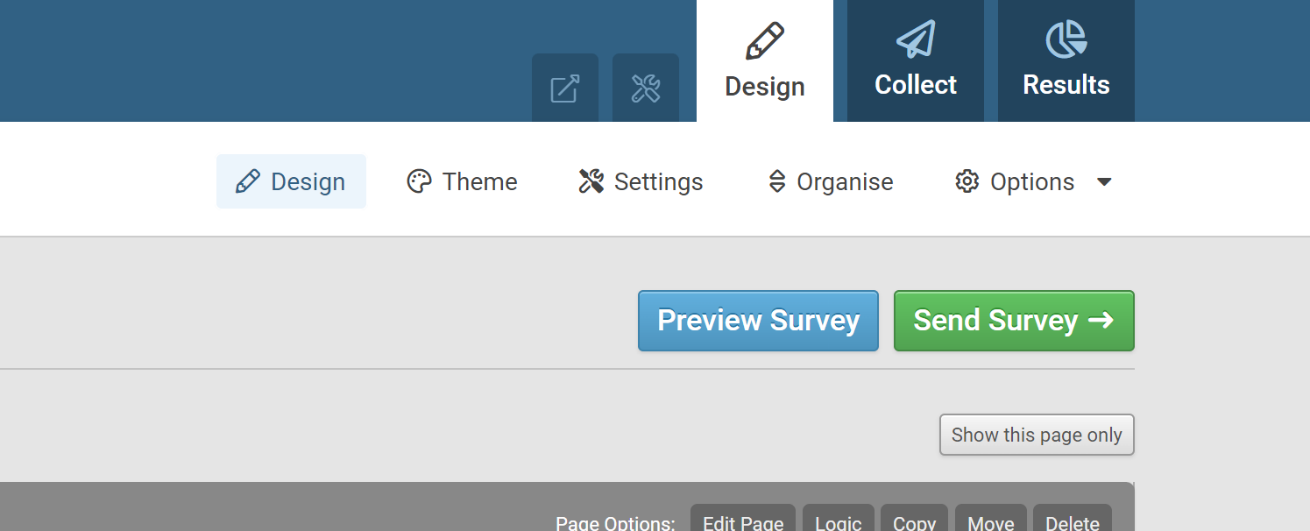 Design
Collect
Results
Design
Theme
Settings
Organise
Options
Preview Survey
Send Survey →
Show this page only
Page Options: Edit Page Logic Copy Move Delete